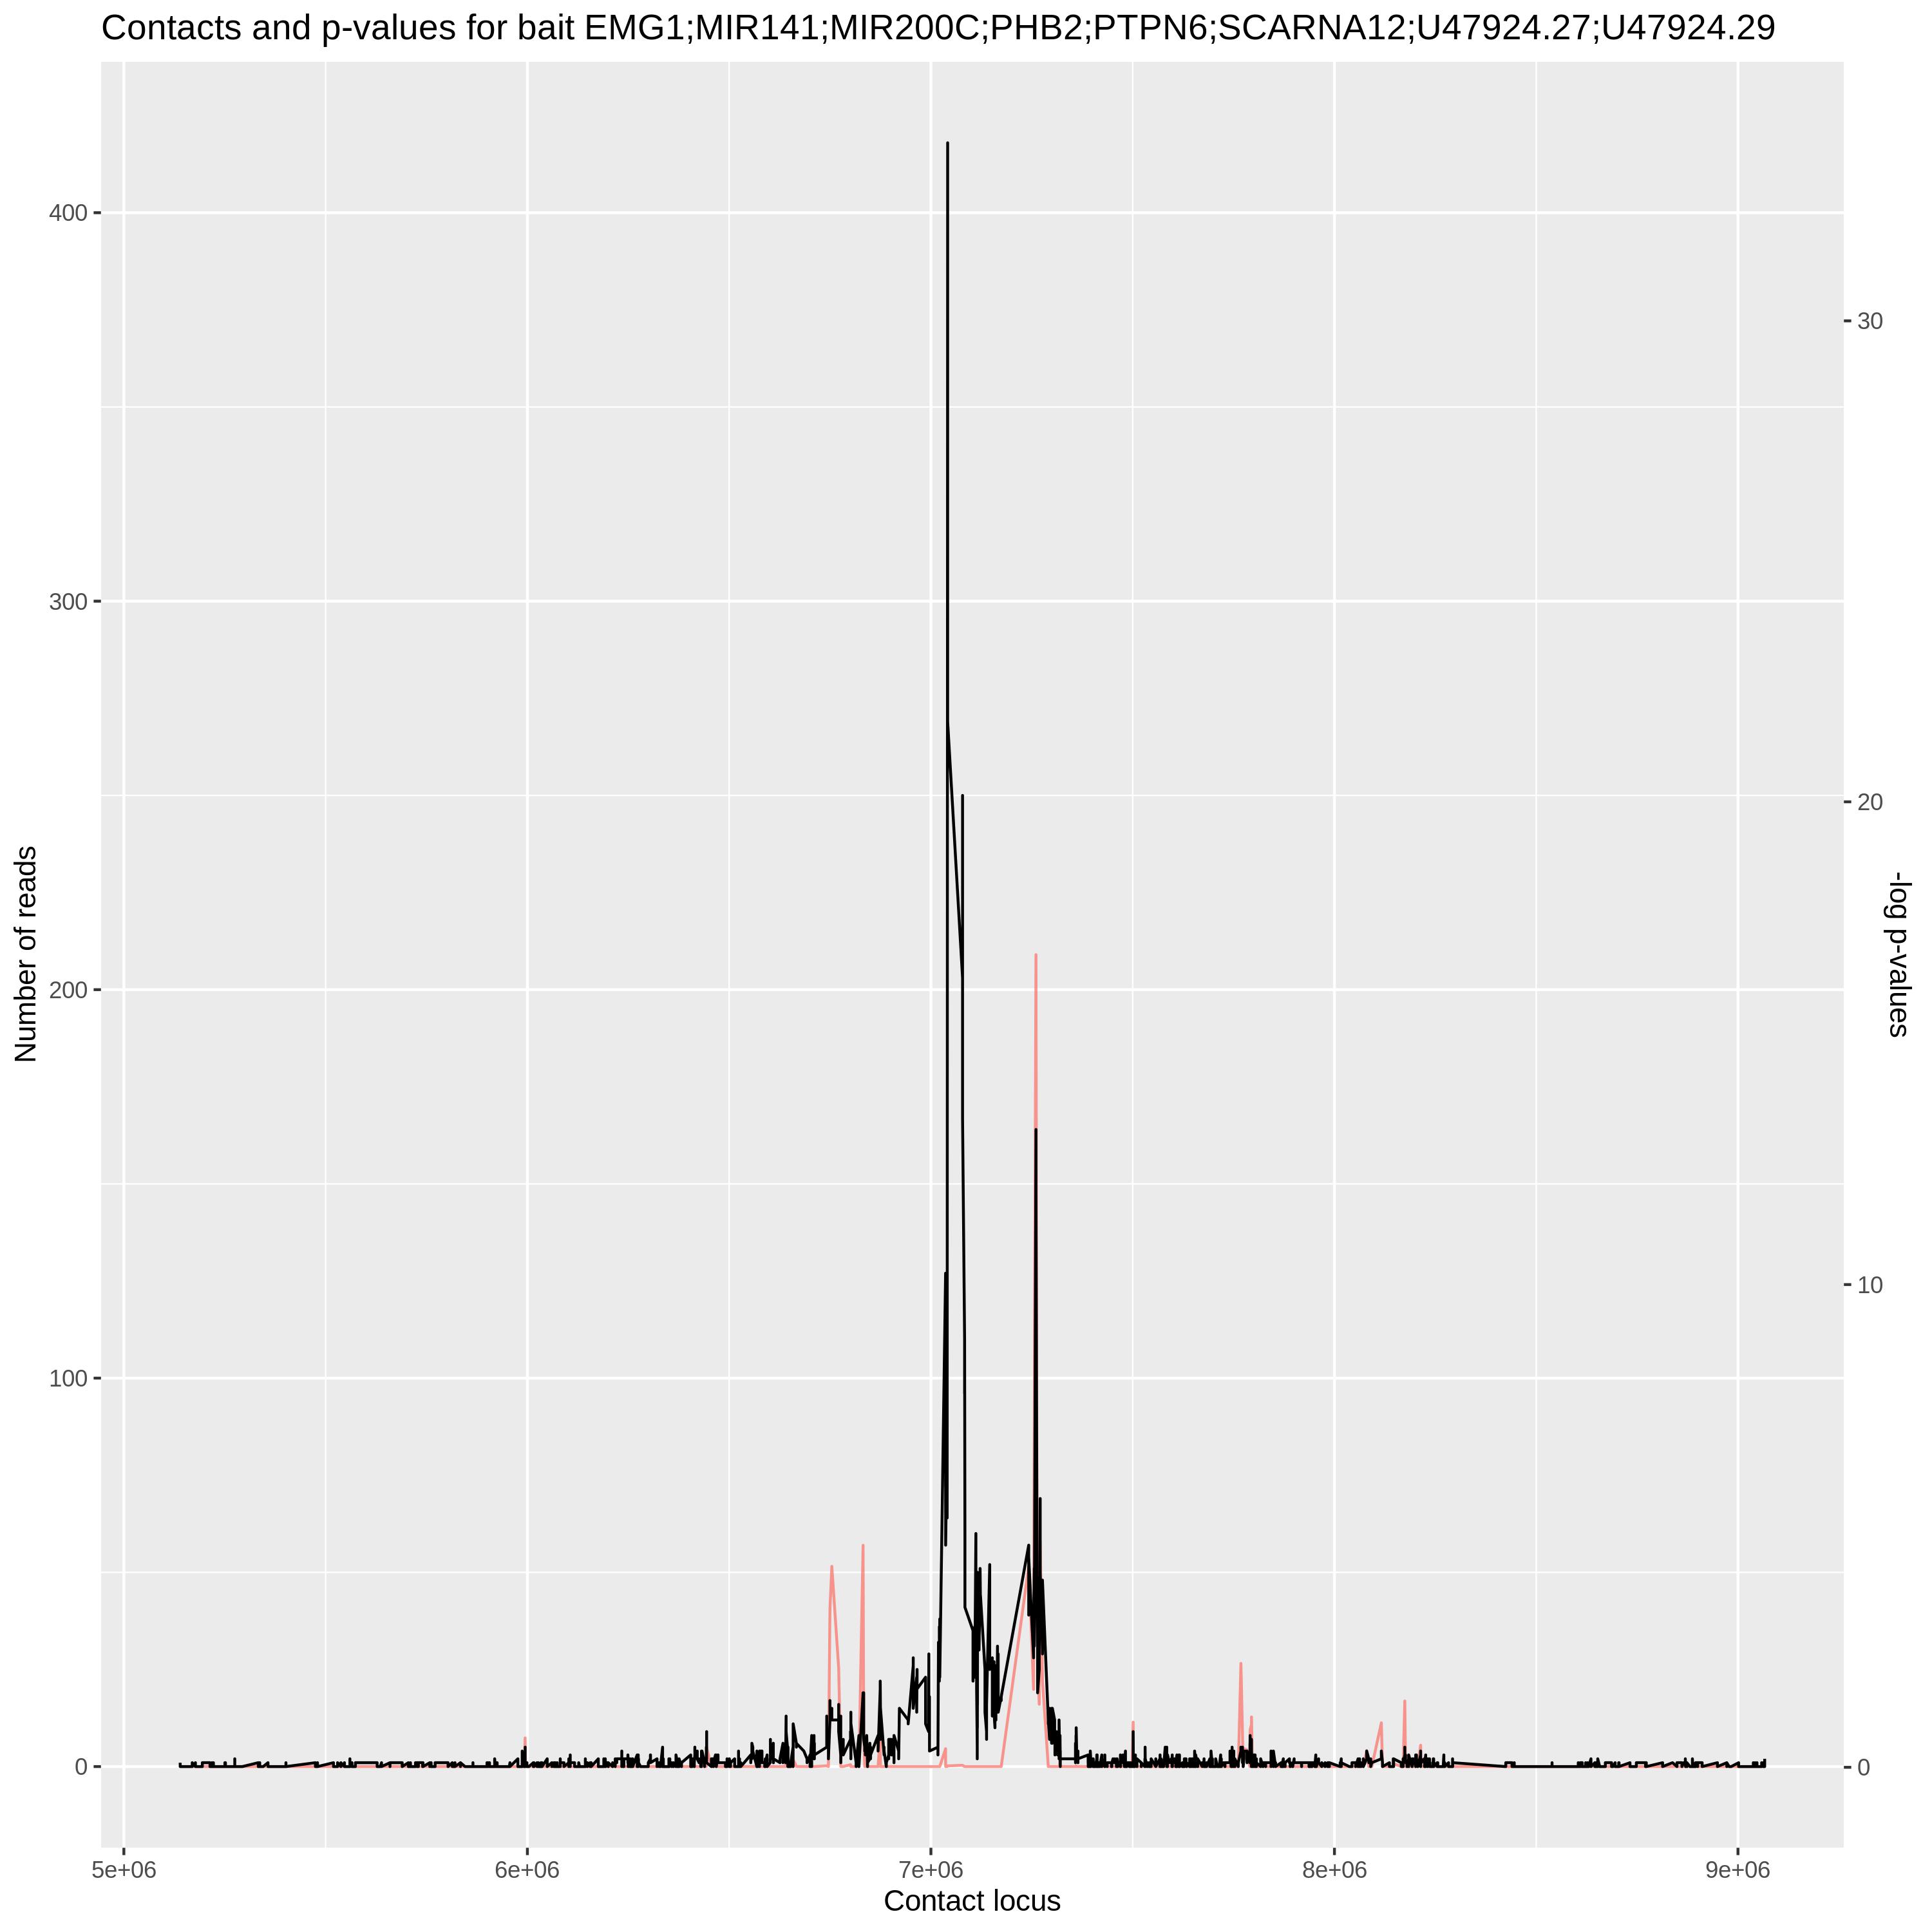 Contacts and p-values for bait EMG1;MIR141;MIR200C;PHB2;PTPN6;SCARNA12;U47924.27;U47924.29
400
300
200
100
0
Number of reads
30
20
10
0
-log p-values
5e+06
6e+06
7e+06
8e+06
9e+06
Contact locus